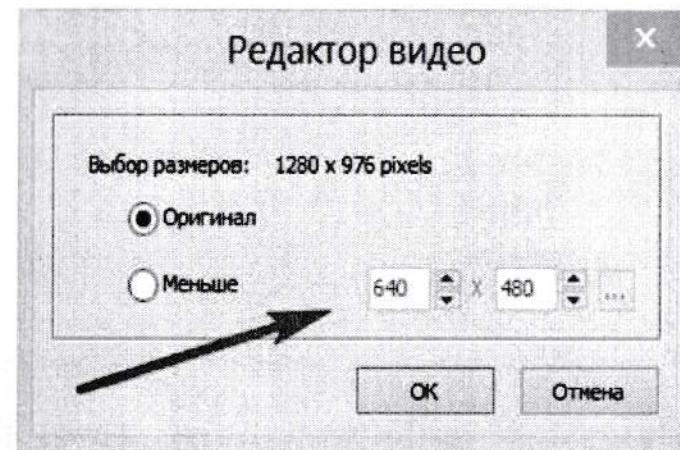 Редактор видео
x
Выбор размеров: 1280 x 976 pixels
Оригинал
Меньше 640 X 480 ...
OK Отмена